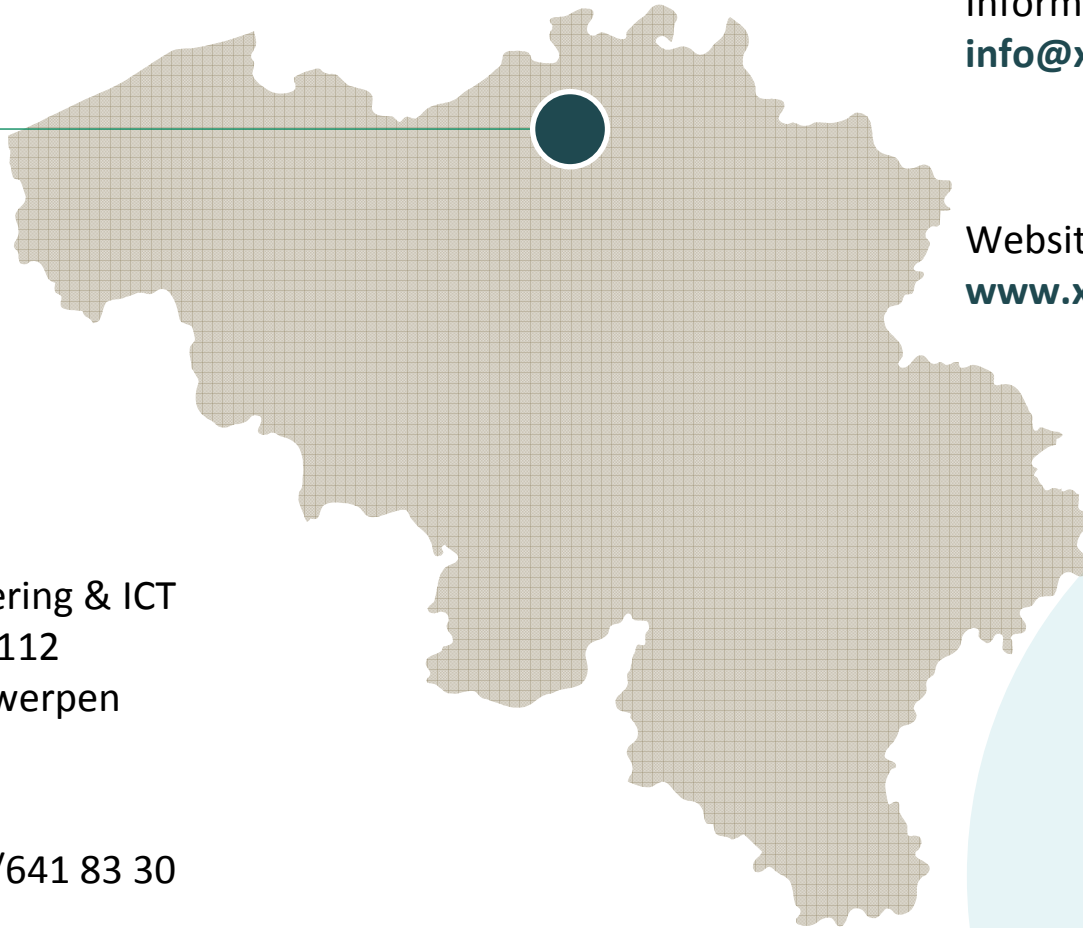 Inform
info@x
Websit
www.x
ering & ICT
112
werpen
/641 83 30